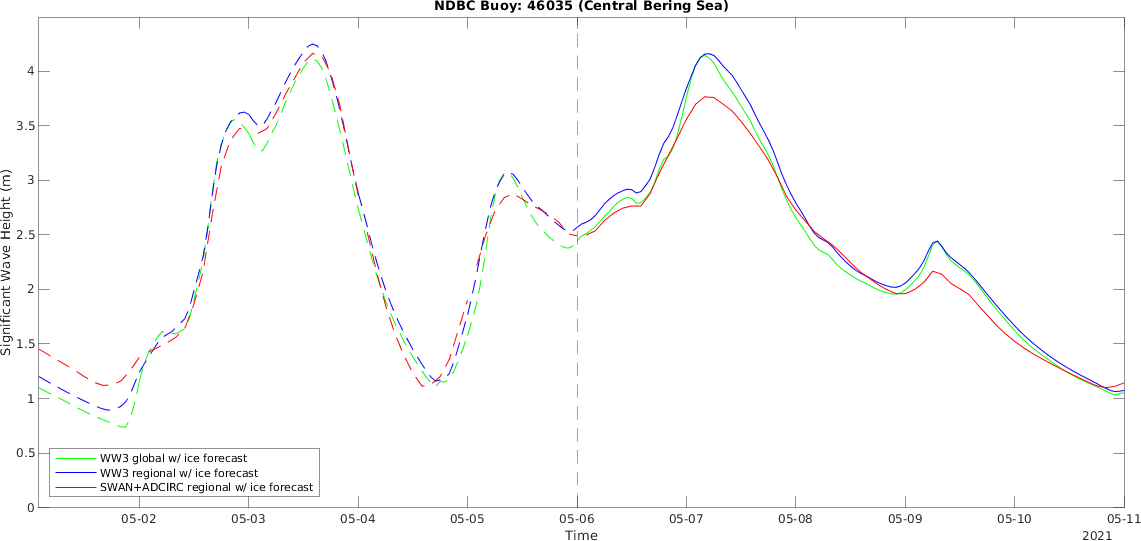 NDBC Buoy: 46035 (Central Bering Sea)
4
3.5
3
2.5
2
1.5
1
0.5
0
Significant Wave Height (m)
WW3 global w/ ice forecast
WW3 regional w/ ice forecast
SWAN+ADCIRC regional w/ ice forecast
05-02 05-03 05-04 05-05 05-06 05-07 05-08 05-09 05-10 05-11
Time
2021